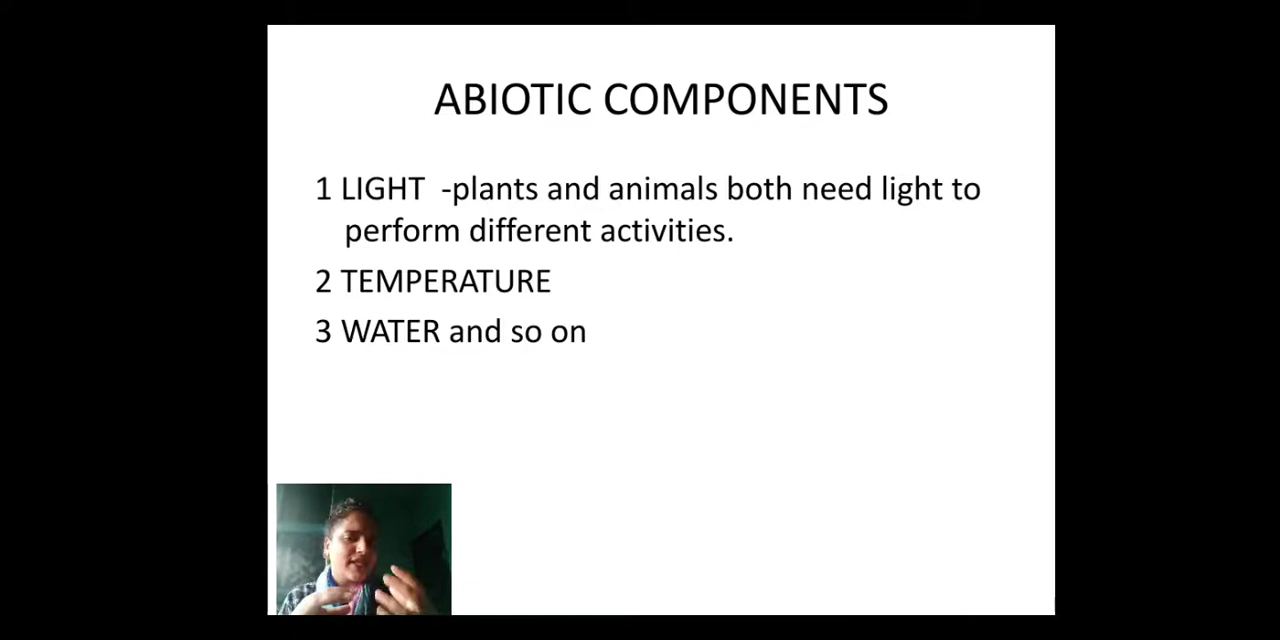 ABIOTIC COMPONENTS
1 LIGHT -plants and animals both need light to
perform different activities.
2 TEMPERATURE
3 WATER and so on